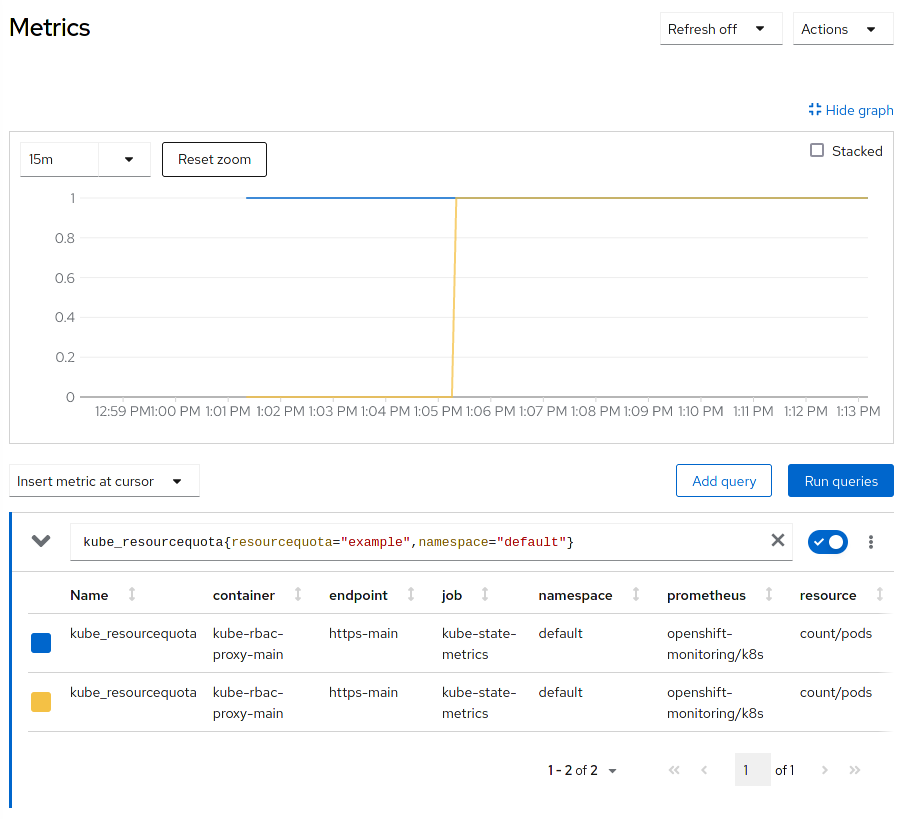 Metrics
Refresh off
Actions
Hide graph
15m
Reset zoom
Stacked
1
0.8
0.6
0.4
0.2
0
12:59 PM 1:00 PM 1:01 PM 1:02 PM 1:03 PM 1:04 PM 1:05 PM 1:06 PM 1:07 PM 1:08 PM 1:09 PM 1:10 PM 1:11 PM 1:12 PM 1:13 PM
Insert metric at cursor
Add query
Run queries
kube_resourcequota{resourcequota="example",namespace="default"}
Name container endpoint job namespace prometheus resource
kube_resourcequota kube-rbac- https-main kube-state- default openshift- count/pods
proxy-main metrics monitoring/k8s
kube_resourcequota kube-rbac- https-main kube-state- default openshift- count/pods
proxy-main metrics monitoring/k8s
1 - 2 of 2
1 of 1